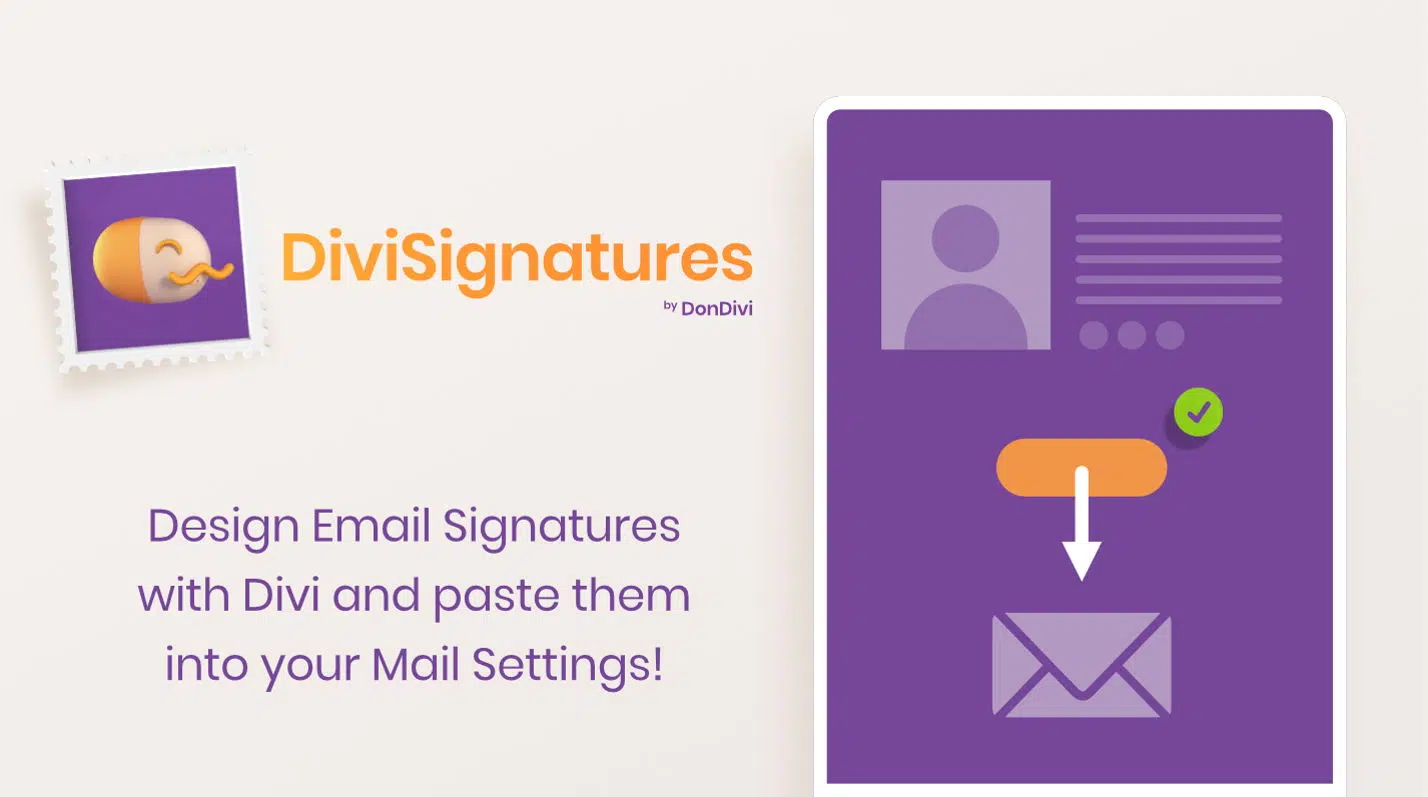 DiviSignatures
by DonDivi
Design Email Signatures
with Divi and paste them
into your Mail Settings!